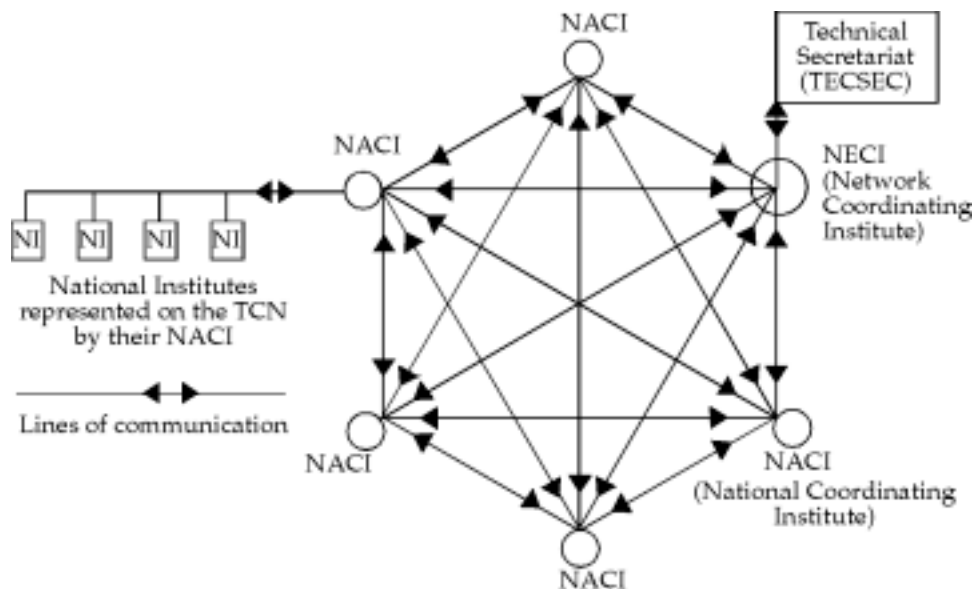 NACI
Technical
Secretariat
(TECSEC)
NACI
NECI
(Network
Coordinating
Institute)
NI NI NI NI
National Institutes
represented on the TCN
by their NACI
Lines of communication
NACI
NACI
(National Coordinating
Institute)
NACI